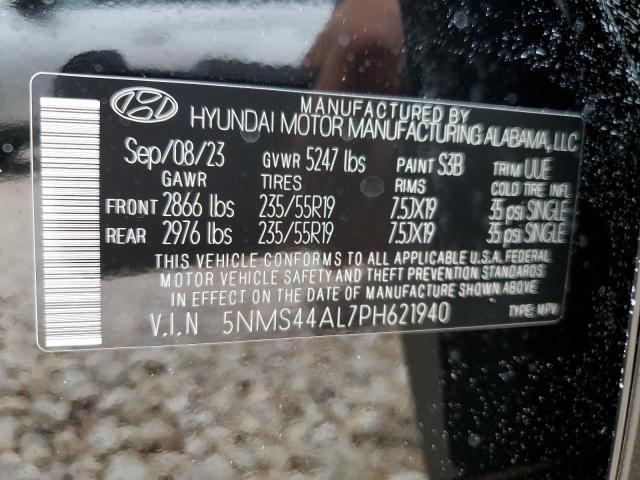 MANUFACTURED BY
HYUNDAI MOTOR MANUFACTURING ALABAMA, LLC
Sep/08/23 GVWR 5247 lbs PAINT S3B TRIM UUE
GAWR TIRES RIMS COLD TIRE INFL
FRONT 2866 lbs 235/55R19 7.5JX19 35 psi SINGLE
REAR 2976 lbs 235/55R19 7.5JX19 35 psi SINGLE
THIS VEHICLE CONFORMS TO ALL APPLICABLE U.S.A. FEDERAL
MOTOR VEHICLE SAFETY AND THEFT PREVENTION STANDARDS
IN EFFECT ON THE DATE OF MANUFACTURE SHOWN ABOVE.
V.I.N 5NMS44AL7PH621940 TYPE: MPV